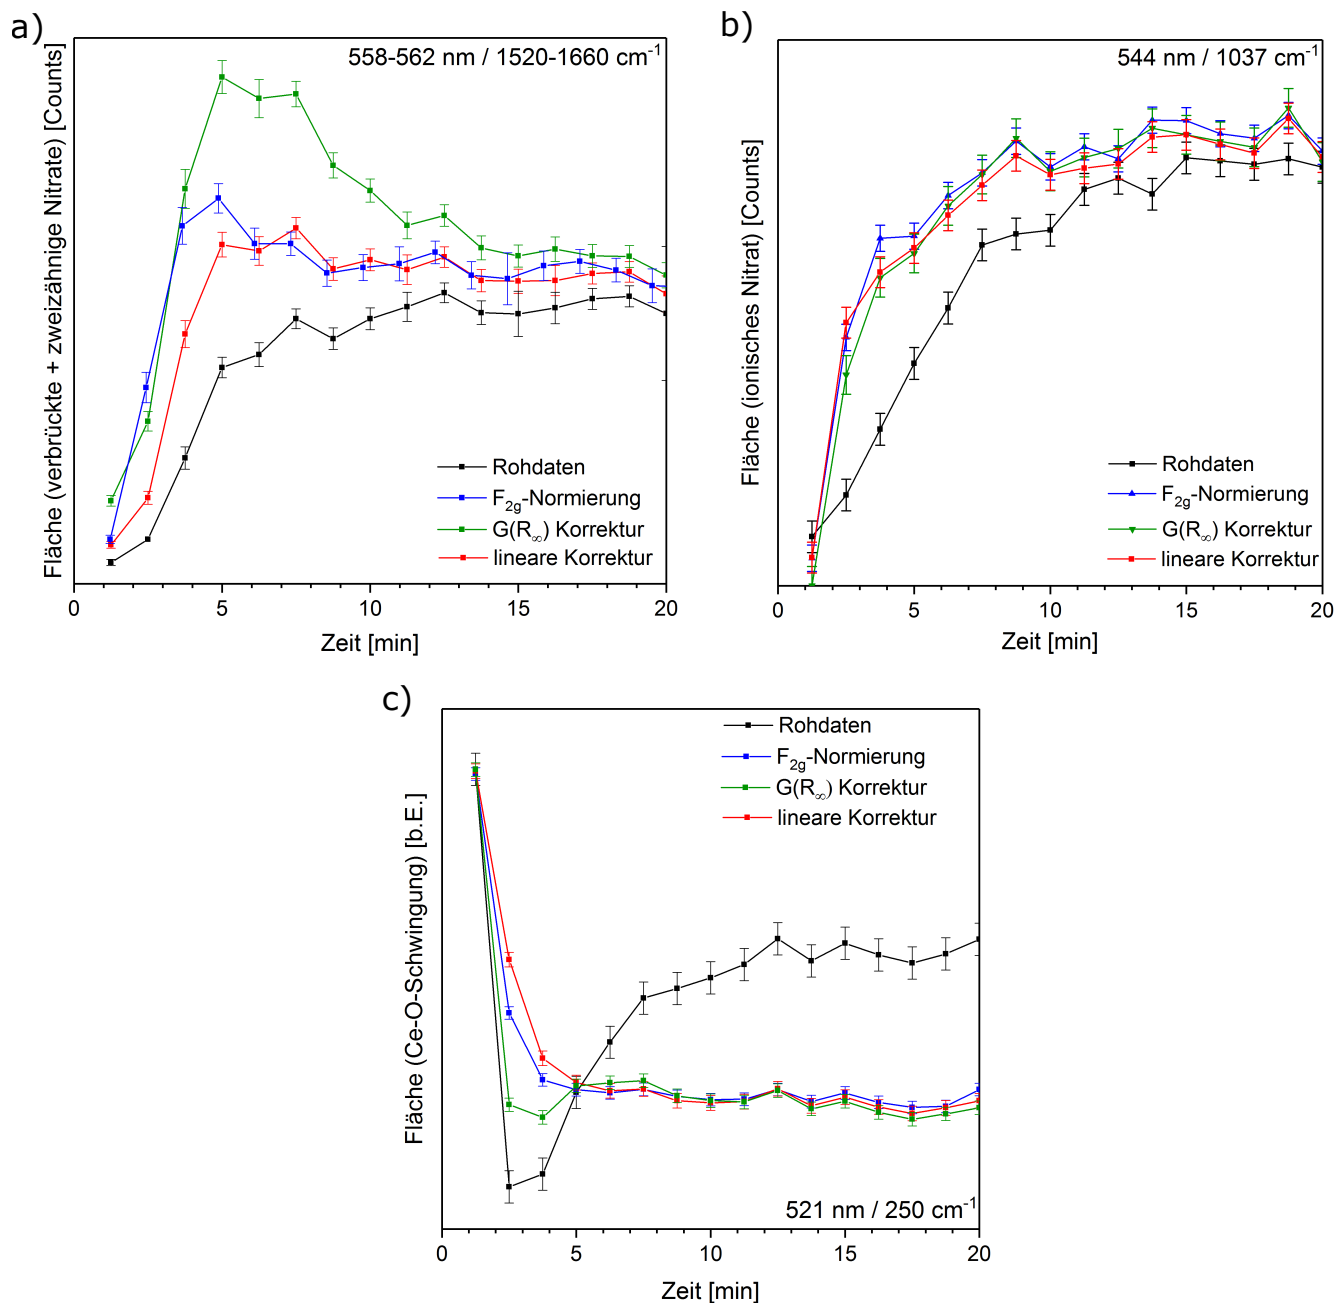 a)
558-562 nm / 1520-1660 cm⁻¹
Fläche (verbrückte + zweizähnige Nitrate) [Counts]
Rohdaten
F₂g-Normierung
G(R∞) Korrektur
lineare Korrektur
0 5 10 15 20
Zeit [min]
b)
544 nm / 1037 cm⁻¹
Fläche (ionisches Nitrat) [Counts]
Rohdaten
F₂g-Normierung
G(R∞) Korrektur
lineare Korrektur
0 5 10 15 20
Zeit [min]
c)
Rohdaten
F₂g-Normierung
G(R∞) Korrektur
lineare Korrektur
Fläche (Ce-O-Schwingung) [b.E.]
521 nm / 250 cm⁻¹
0 5 10 15 20
Zeit [min]